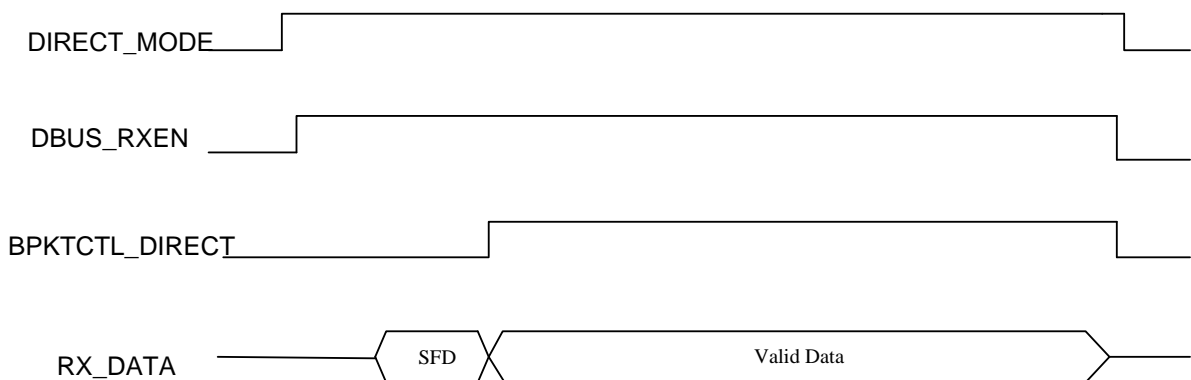 DIRECT_MODE
DBUS_RXEN
BPKTCTL_DIRECT
RX_DATA
SFD
Valid Data